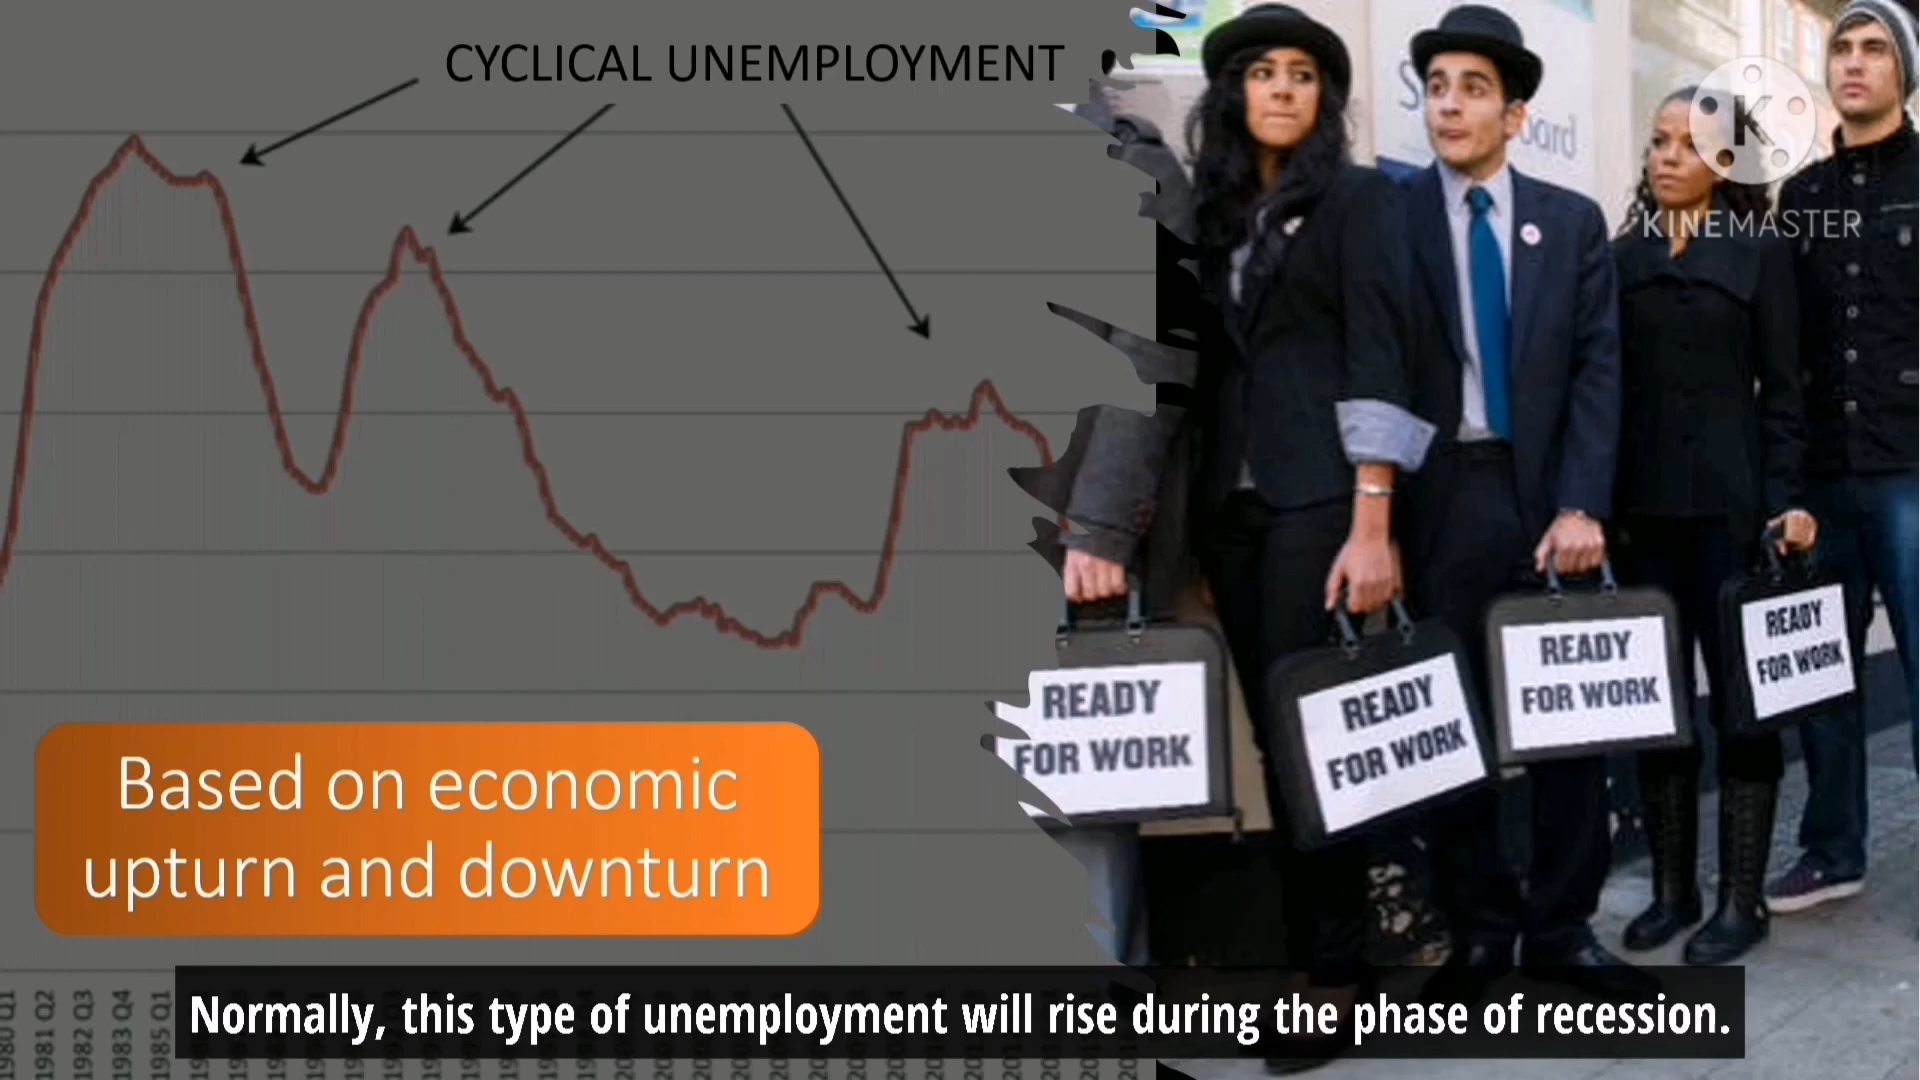 CYCLICAL UNEMPLOYMENT
K
KINEMASTER
READY
FOR WORK
READY
FOR WORK
READY
FOR WORK
READY
FOR WORK
Based on economic
upturn and downturn
1980 Q1
1981 Q2
1982 Q3
1983 Q4
1985 Q1
Normally, this type of unemployment will rise during the phase of recession.